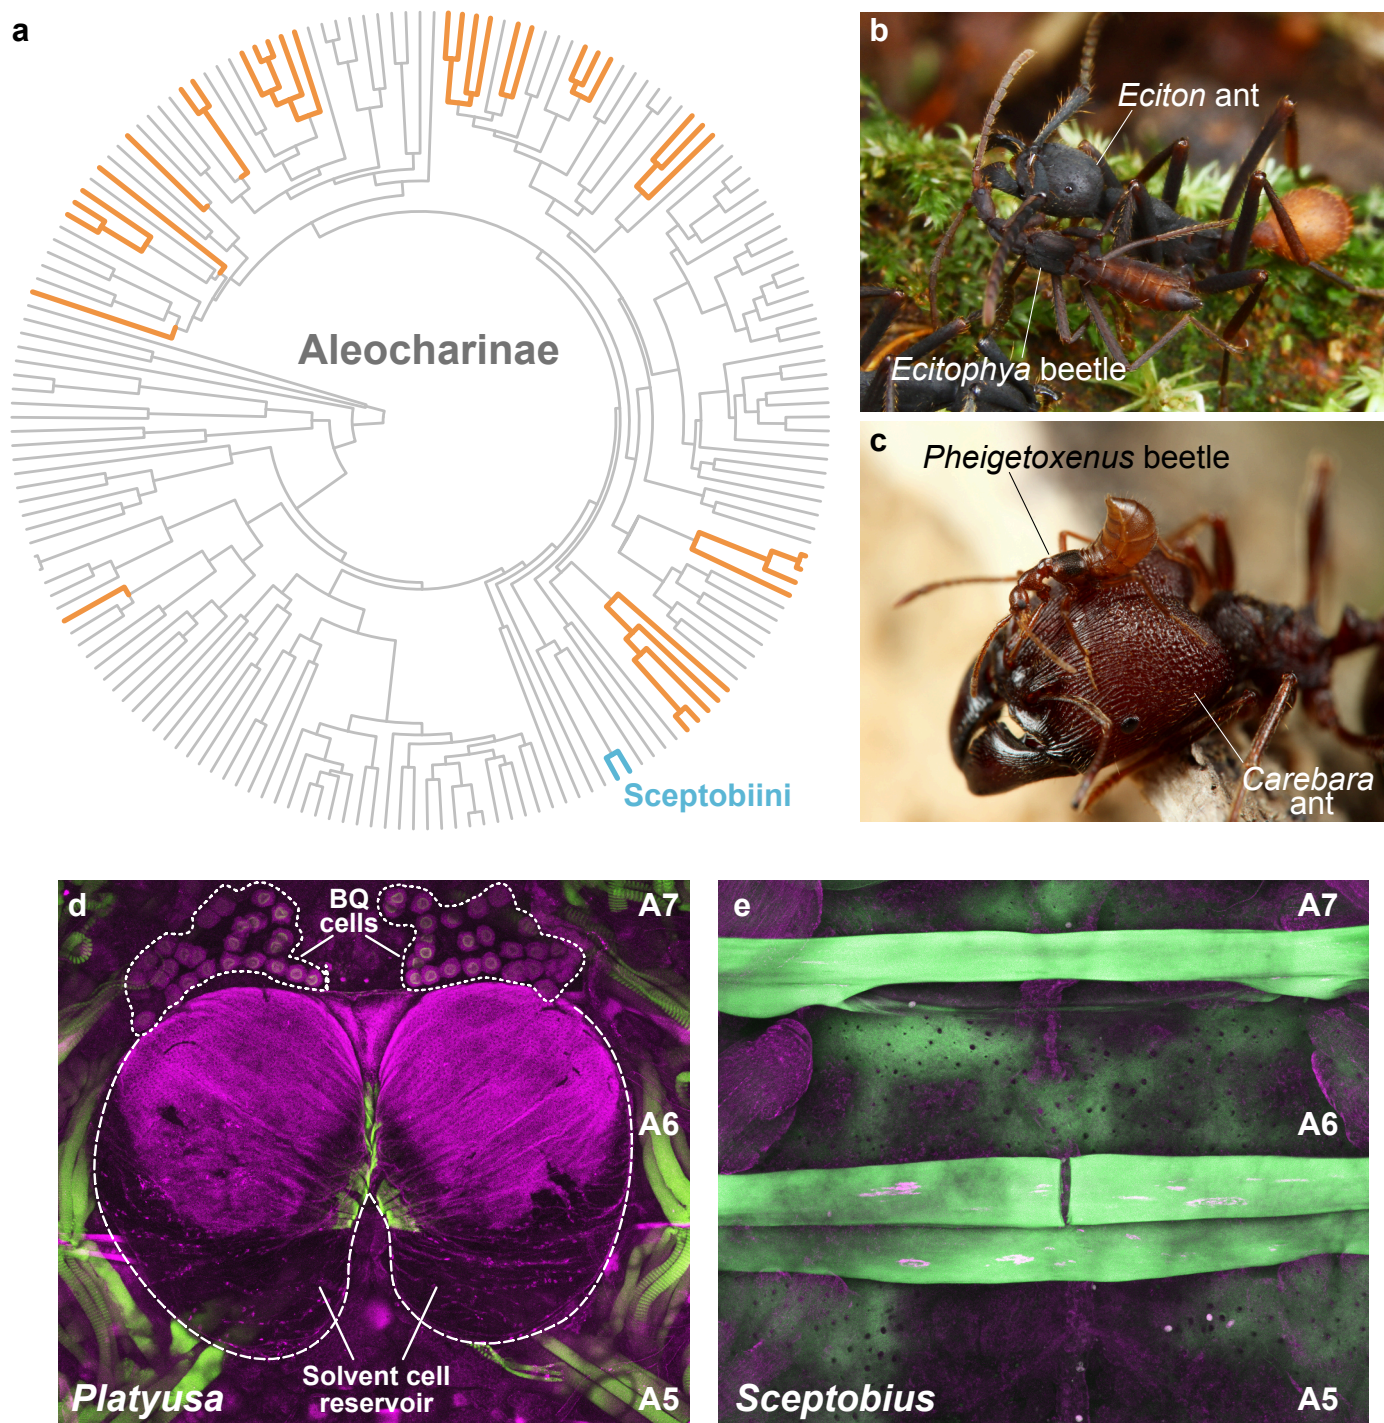 a
Aleocharinae
Sceptobiini
b
Eciton ant
Ecitophya beetle
c
Pheigetoxenus beetle
Carebara
ant
d
BQ
cells
A7
A6
Solvent cell
reservoir
Platyusa
A5
e
A7
A6
Sceptobius
A5